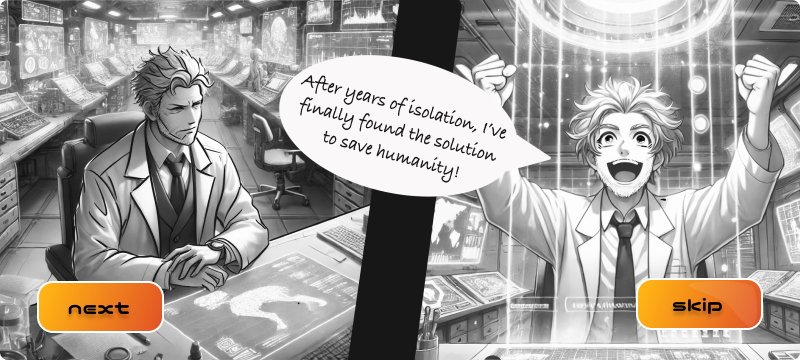 After years of isolation, I've
finally found the solution
to save humanity!
next
skip